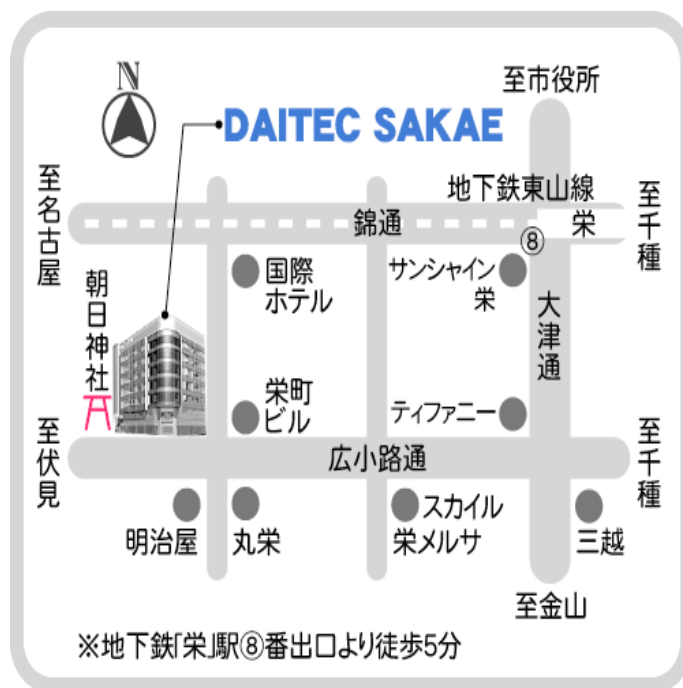 N
至市役所
DAITEC SAKAE
地下鉄東山線
至名古屋
錦通
栄
至千種
⑧
国際
ホテル
サンシャイン
栄
大津通
朝日神社
栄町
ビル
ティファニー
至伏見
広小路通
至千種
明治屋
丸栄
スカイル
栄メルサ
三越
至金山
※地下鉄「栄」駅⑧番出口より徒歩5分